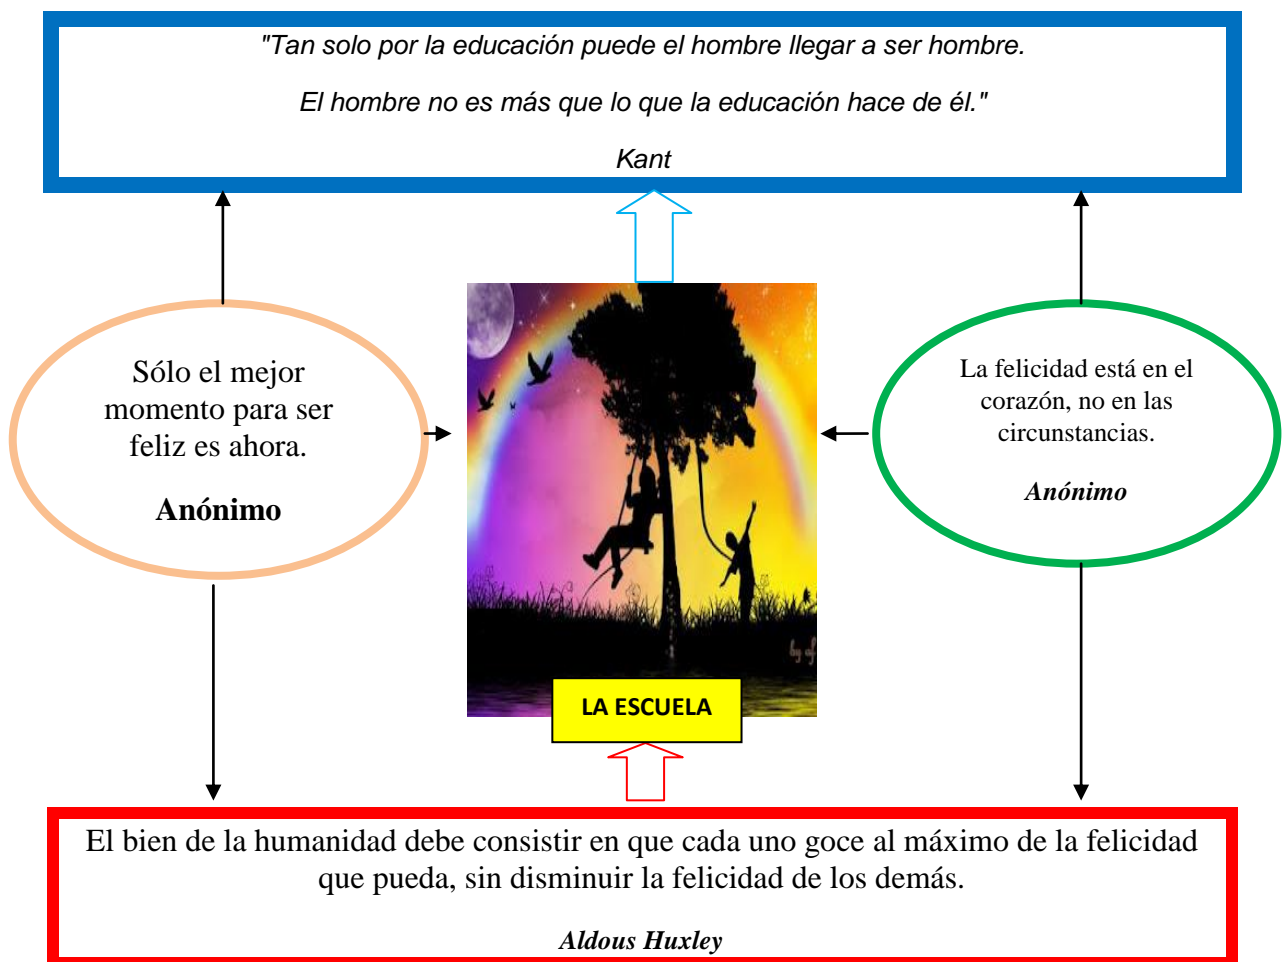 "Tan solo por la educación puede el hombre llegar a ser hombre.
El hombre no es más que lo que la educación hace de él."
Kant
Sólo el mejor
momento para ser
feliz es ahora.
Anónimo
La felicidad está en el
corazón, no en las
circunstancias.
Anónimo
by
LA ESCUELA
El bien de la humanidad debe consistir en que cada uno goce al máximo de la felicidad
que pueda, sin disminuir la felicidad de los demás.
Aldous Huxley